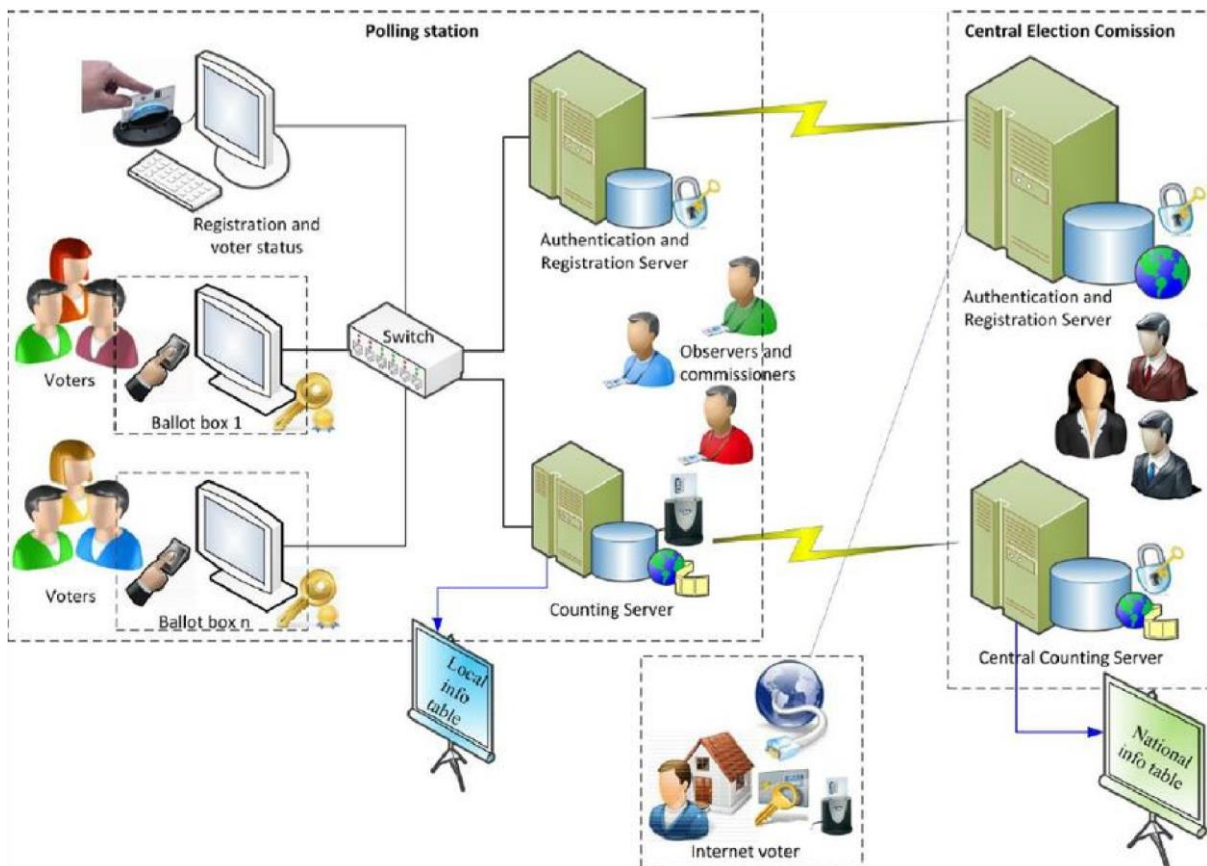 Polling station
Central Election Comission
Registration and
voter status
Authentication and
Registration Server
Authentication and
Registration Server
Switch
Observers and
commissioners
Voters
Ballot box 1
Voters
Ballot box n
Counting Server
Central Counting Server
Local
info
table
National
info table
Internet voter